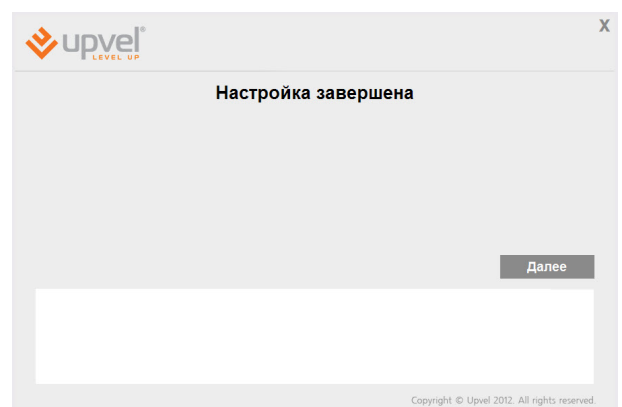 X
upvel®
LEVEL UP
Настройка завершена
Далее
Copyright © Upvel 2012. All rights reserved.